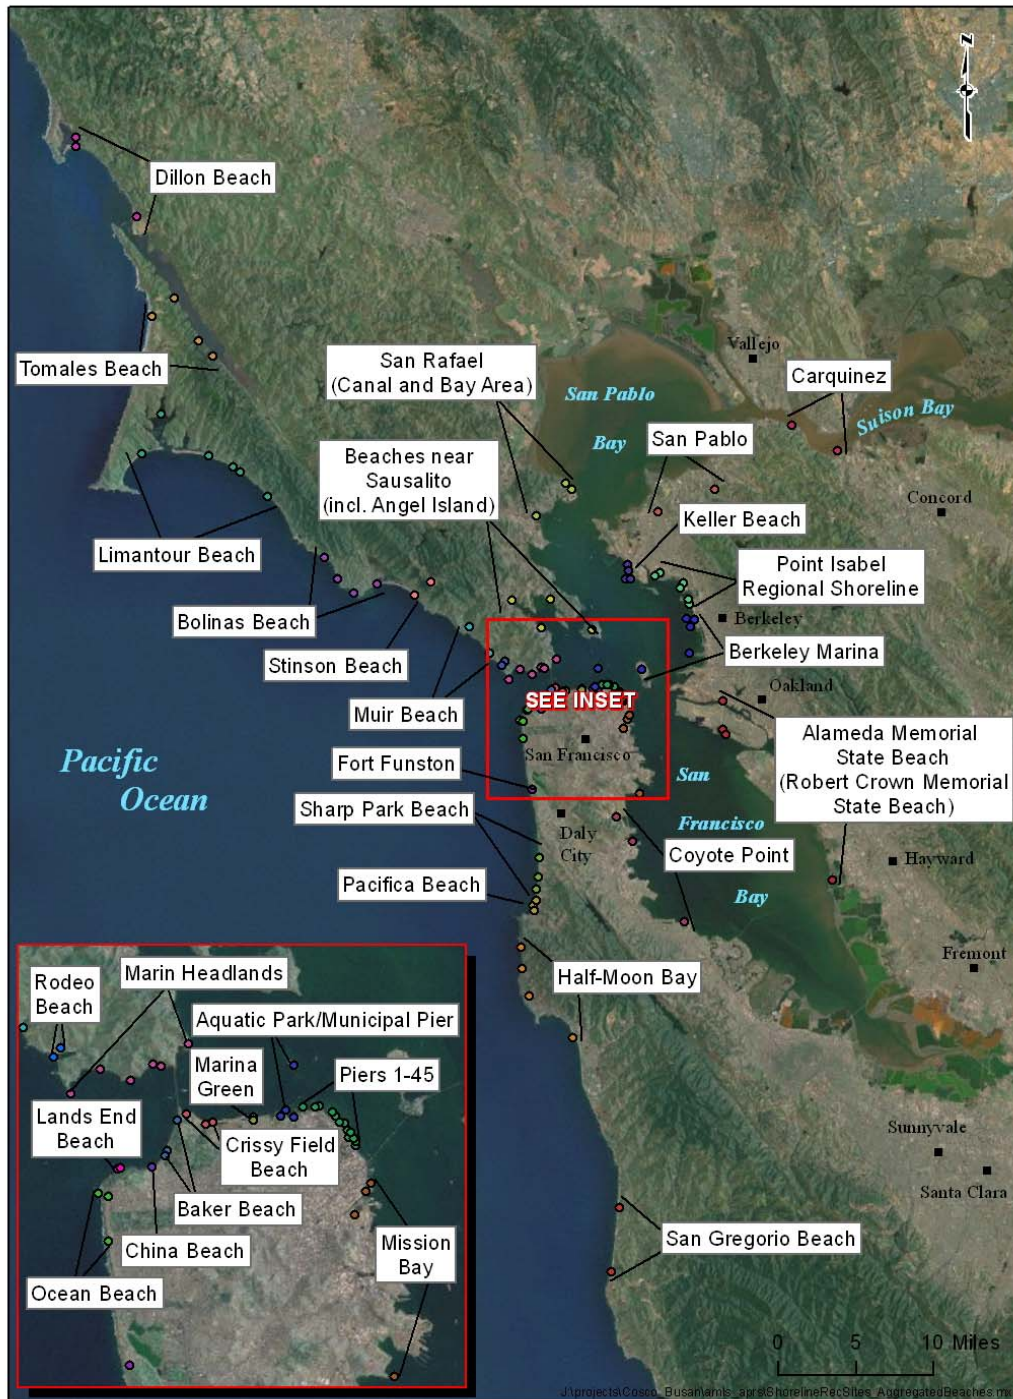 N
Dillon Beach
Tomales Beach
San Rafael
(Canal and Bay Area)
San Pablo
Bay
Vallejo
Carquinez
Suison Bay
San Pablo
Beaches near
Sausalito
(incl. Angel Island)
Keller Beach
Concord
Limantour Beach
Point Isabel
Regional Shoreline
Bolinas Beach
Berkeley
Stinson Beach
Berkeley Marina
Muir Beach
SEE INSET
Oakland
San Francisco
Alameda Memorial
State Beach
(Robert Crown Memorial
State Beach)
Pacific
Ocean
Fort Funston
San
Francisco
Bay
Sharp Park Beach
Daly
City
Coyote Point
Hayward
Pacifica Beach
Half-Moon Bay
Fremont
Marin Headlands
Rodeo
Beach
Aquatic Park/Municipal Pier
Marina
Green
Piers 1-45
Lands End
Beach
Crissy Field
Beach
Baker Beach
China Beach
Ocean Beach
Mission
Bay
Sunnyvale
Santa Clara
San Gregorio Beach
0 5 10 Miles